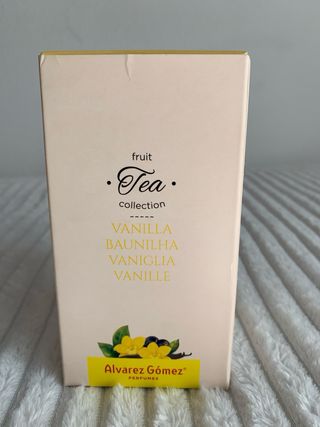 fruit
· Tea ·
collection
-----
VANILLA
BAUNILHA
VANIGLIA
VANILLE
Alvarez Gómez®
PERFUMES